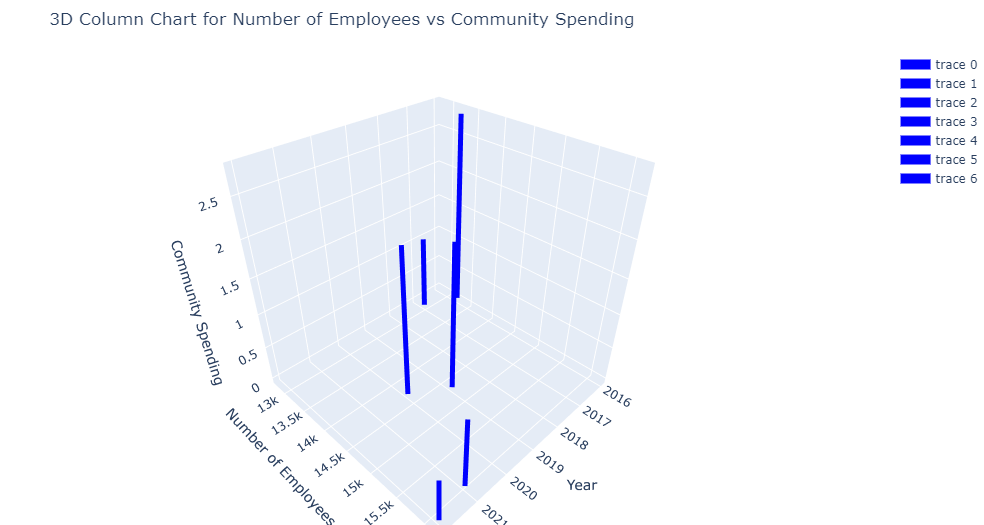 3D Column Chart for Number of Employees vs Community Spending
trace 0
trace 1
trace 2
trace 3
trace 4
trace 5
trace 6
2.5
2
1.5
1
0.5
0
Community Spending
13k
13.5k
14k
14.5k
15k
15.5k
Number of Employees
2016
2017
2018
2019
2020
2021
Year